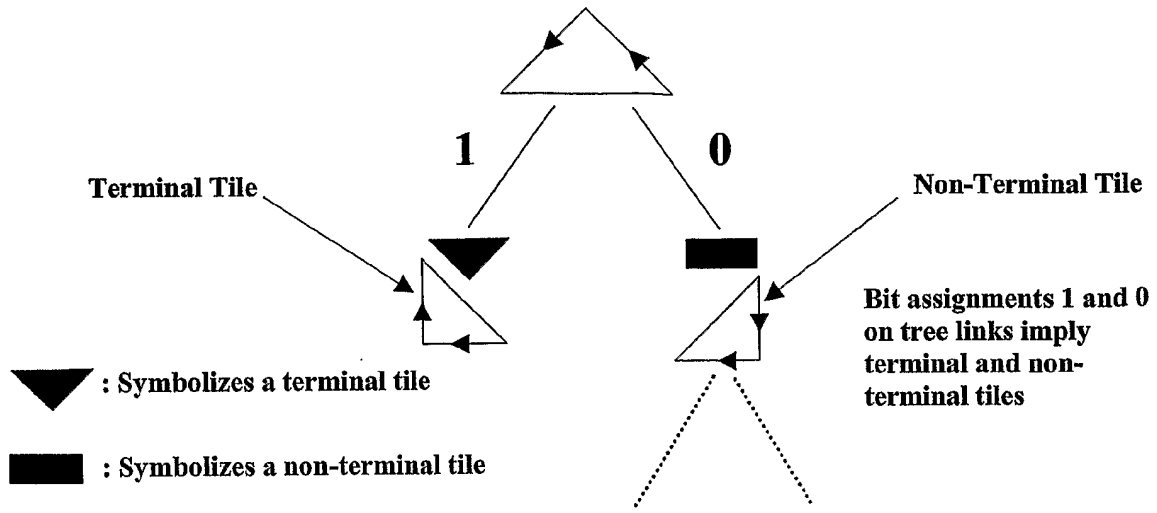 1
0
Terminal Tile
Non-Terminal Tile
Bit assignments 1 and 0
on tree links imply
terminal and non-
terminal tiles
: Symbolizes a terminal tile
: Symbolizes a non-terminal tile